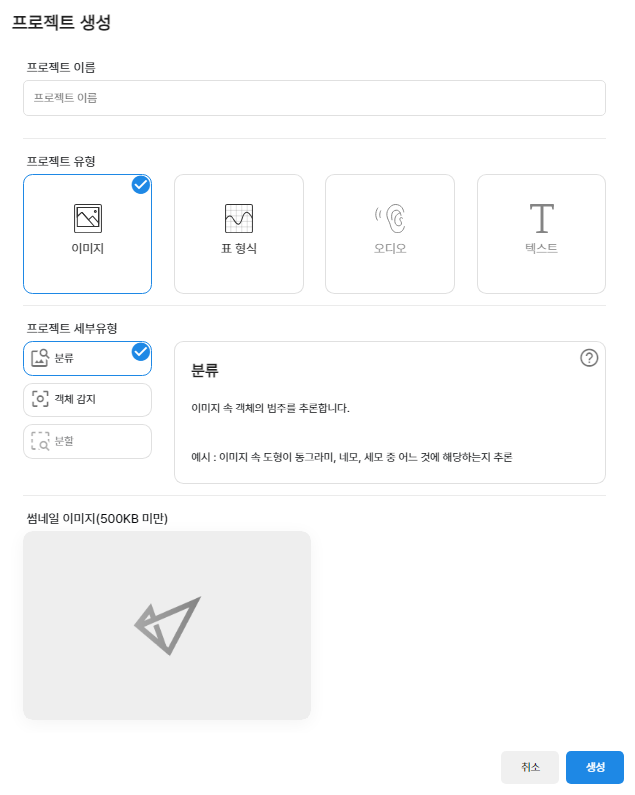 프로젝트 생성
프로젝트 이름
프로젝트 이름
프로젝트 유형
이미지
표 형식
오디오
텍스트
프로젝트 세부유형
분류
객체 감지
분할
분류
이미지 속 객체의 범주를 추론합니다.
예시 : 이미지 속 도형이 동그라미, 네모, 세모 중 어느 것에 해당하는지 추론
썸네일 이미지(500KB 미만)
취소
생성